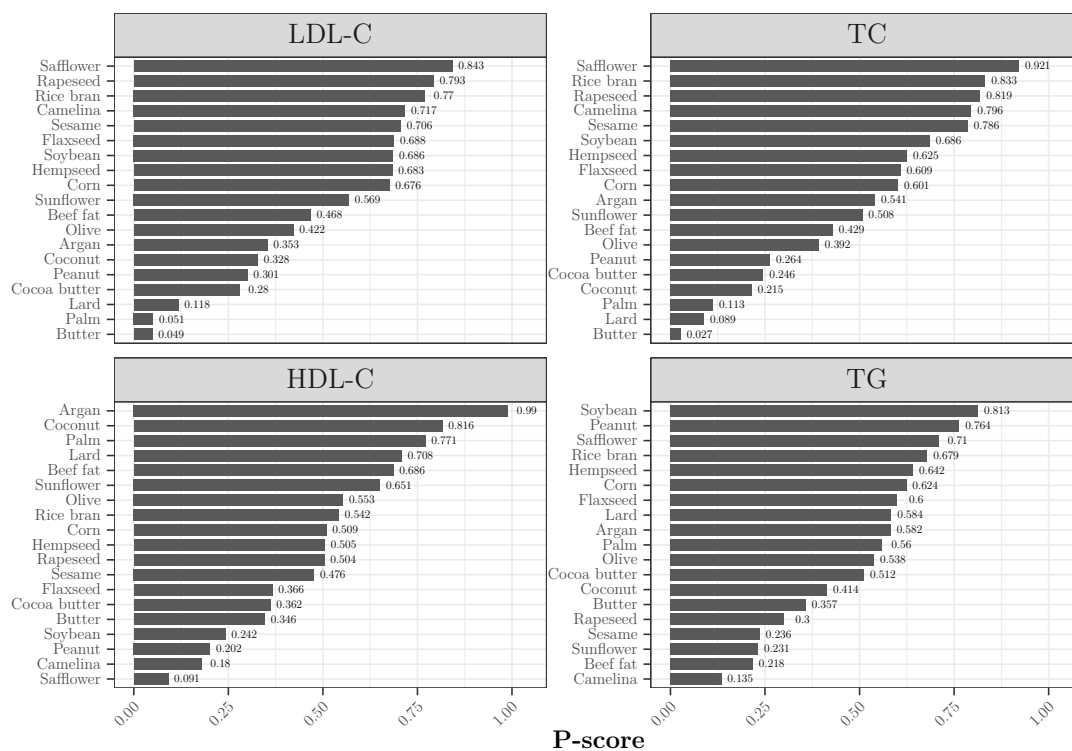 LDL-C
Safflower 0.843
Rapeseed 0.793
Rice bran 0.77
Camelina 0.717
Sesame 0.706
Flaxseed 0.688
Soybean 0.686
Hempseed 0.683
Corn 0.676
Sunflower 0.569
Beef fat 0.468
Olive 0.422
Argan 0.353
Coconut 0.328
Peanut 0.301
Cocoa butter 0.28
Lard 0.118
Palm 0.051
Butter 0.049
TC
Safflower 0.921
Rice bran 0.833
Rapeseed 0.819
Camelina 0.796
Sesame 0.786
Soybean 0.686
Hempseed 0.625
Flaxseed 0.609
Corn 0.601
Argan 0.541
Sunflower 0.508
Beef fat 0.429
Olive 0.392
Peanut 0.264
Cocoa butter 0.246
Coconut 0.215
Palm 0.113
Lard 0.089
Butter 0.027
HDL-C
Argan 0.99
Coconut 0.816
Palm 0.771
Lard 0.708
Beef fat 0.686
Sunflower 0.651
Olive 0.553
Rice bran 0.542
Corn 0.509
Hempseed 0.505
Rapeseed 0.504
Sesame 0.476
Flaxseed 0.366
Cocoa butter 0.362
Butter 0.346
Soybean 0.242
Peanut 0.202
Camelina 0.18
Safflower 0.091
0.00 0.25 0.50 0.75 1.00
TG
Soybean 0.813
Peanut 0.764
Safflower 0.71
Rice bran 0.679
Hempseed 0.642
Corn 0.624
Flaxseed 0.6
Lard 0.584
Argan 0.582
Palm 0.56
Olive 0.538
Cocoa butter 0.512
Coconut 0.414
Butter 0.357
Rapeseed 0.3
Sesame 0.236
Sunflower 0.231
Beef fat 0.218
Camelina 0.135
0.00 0.25 0.50 0.75 1.00
P-score